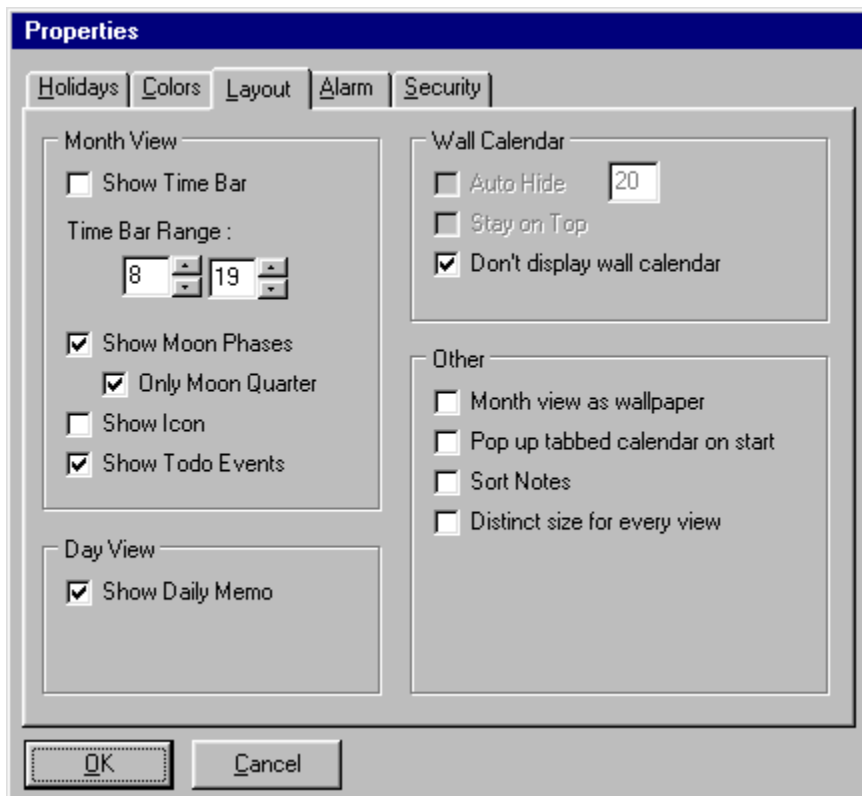 Properties
Holidays Colors Layout Alarm Security
Month View
Show Time Bar
Time Bar Range :
8 19
Show Moon Phases
Only Moon Quarter
Show Icon
Show Todo Events
Day View
Show Daily Memo
Wall Calendar
Auto Hide 20
Stay on Top
Don't display wall calendar
Other
Month view as wallpaper
Pop up tabbed calendar on start
Sort Notes
Distinct size for every view
OK Cancel